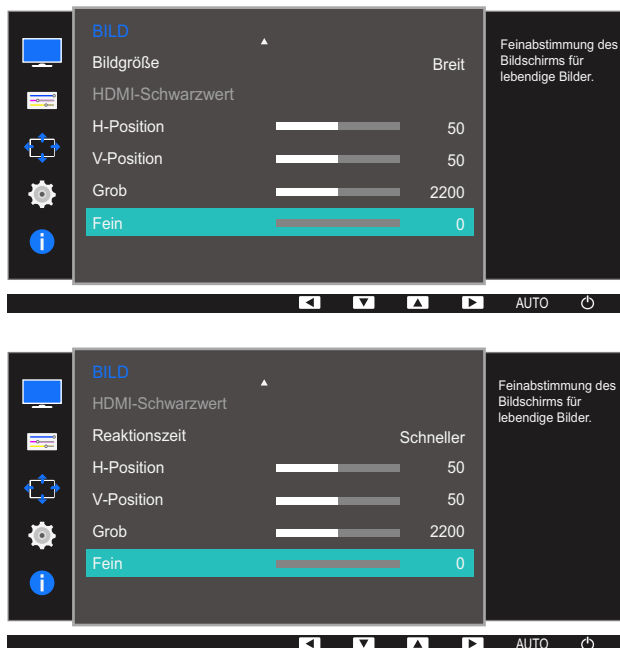 BILD
Bildgröße Breit
HDMI-Schwarzwert
H-Position 50
V-Position 50
Grob 2200
Fein 0
Feinabstimmung des
Bildschirms für
lebendige Bilder.
AUTO
BILD
HDMI-Schwarzwert
Reaktionszeit Schneller
H-Position 50
V-Position 50
Grob 2200
Fein 0
Feinabstimmung des
Bildschirms für
lebendige Bilder.
AUTO